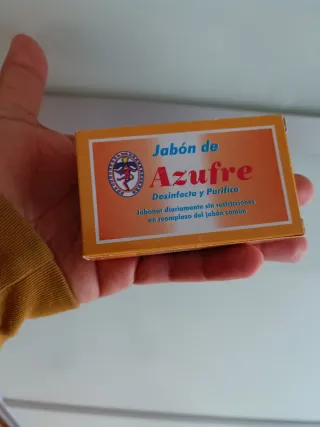 Jabón de
Azufre
Desinfecta y Purifica
Jabonar diariamente sin restricciones
en reemplazo del jabón común